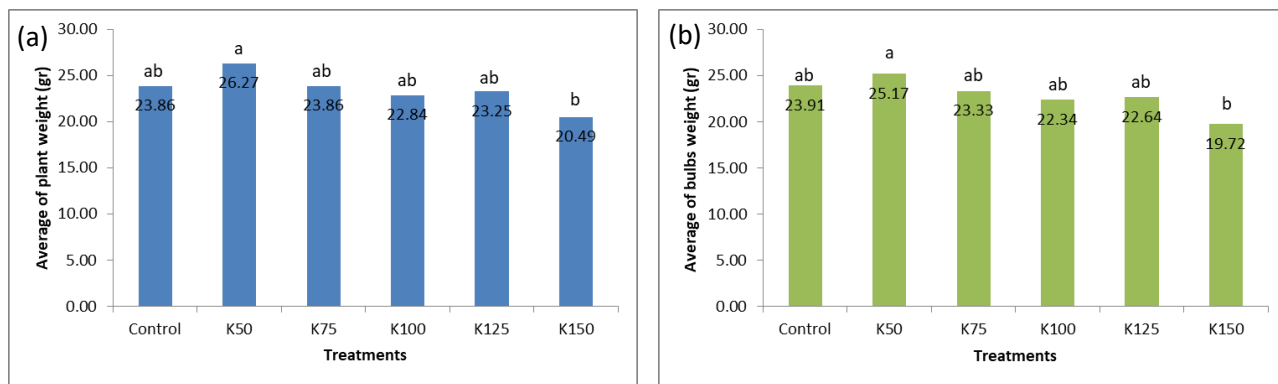 (a)
Average of plant weight (gr)
30.00
25.00
20.00
15.00
10.00
5.00
0.00
ab
a
ab
ab
ab
b
23.86
26.27
23.86
22.84
23.25
20.49
Control K50 K75 K100 K125 K150
Treatments
(b)
Average of bulbs weight (gr)
30.00
25.00
20.00
15.00
10.00
5.00
0.00
ab
a
ab
ab
ab
b
23.91
25.17
23.33
22.34
22.64
19.72
Control K50 K75 K100 K125 K150
Treatments